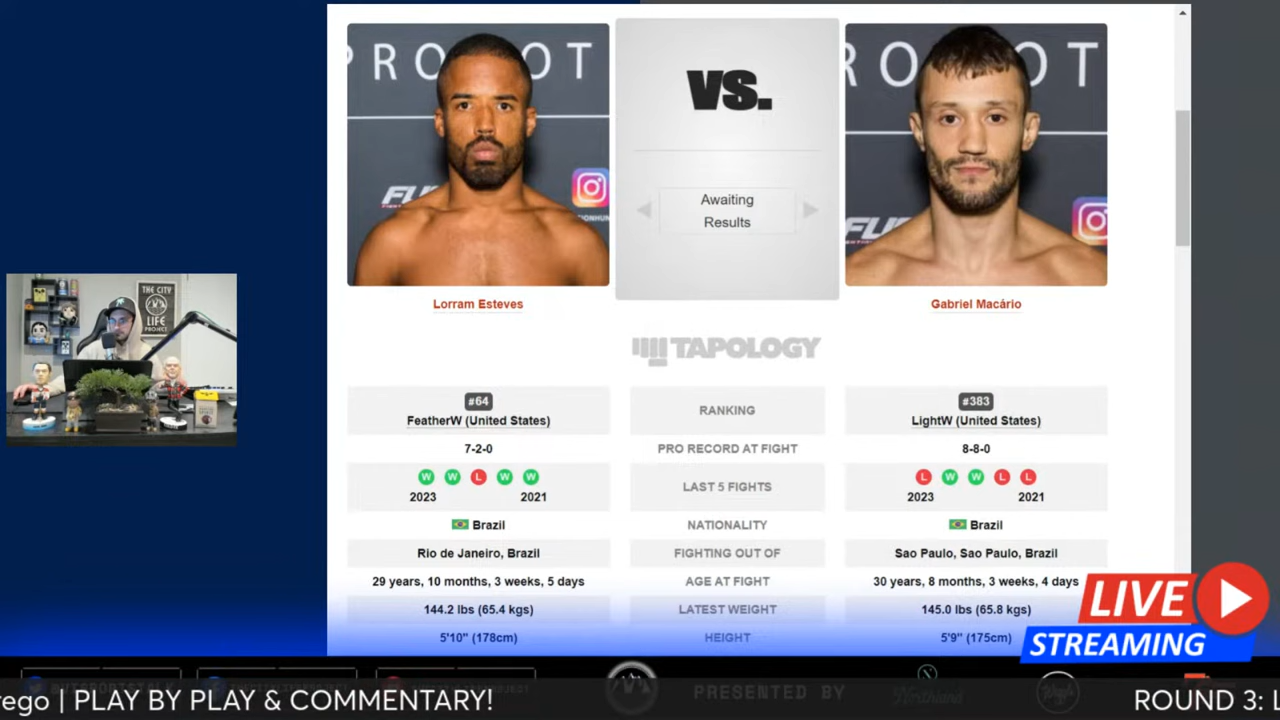 PROOT
ROOT
VS.
Awaiting
Results
FU
FLI
Lorram Esteves
Gabriel Macário
TAPOLOGY
THE CITY
LIFE
PROJECT
#64
FeatherW (United States)
RANKING
#383
LightW (United States)
7-2-0
PRO RECORD AT FIGHT
8-8-0
W W L W W
2023 2021
LAST 5 FIGHTS
L W W L L
2023 2021
Brazil
NATIONALITY
Brazil
Rio de Janeiro, Brazil
FIGHTING OUT OF
Sao Paulo, Sao Paulo, Brazil
29 years, 10 months, 3 weeks, 5 days
AGE AT FIGHT
30 years, 8 months, 3 weeks, 4 days
144.2 lbs (65.4 kgs)
LATEST WEIGHT
145.0 lbs (65.8 kgs)
5'10" (178cm)
HEIGHT
5'9" (175cm)
LIVE
STREAMING
PRESENTED BY
Northland
rego | PLAY BY PLAY & COMMENTARY!
ROUND 3: L